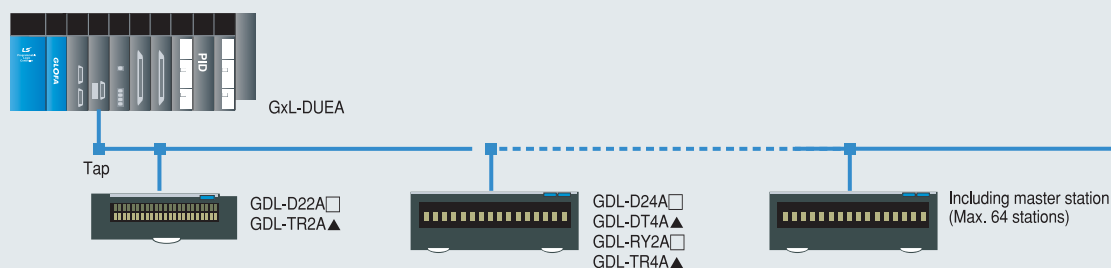 LS
GLOFA
PID
GxL-DUEA
Tap
GDL-D22A□
GDL-TR2A▲
GDL-D24A□
GDL-DT4A▲
GDL-RY2A□
GDL-TR4A▲
Including master station
(Max. 64 stations)